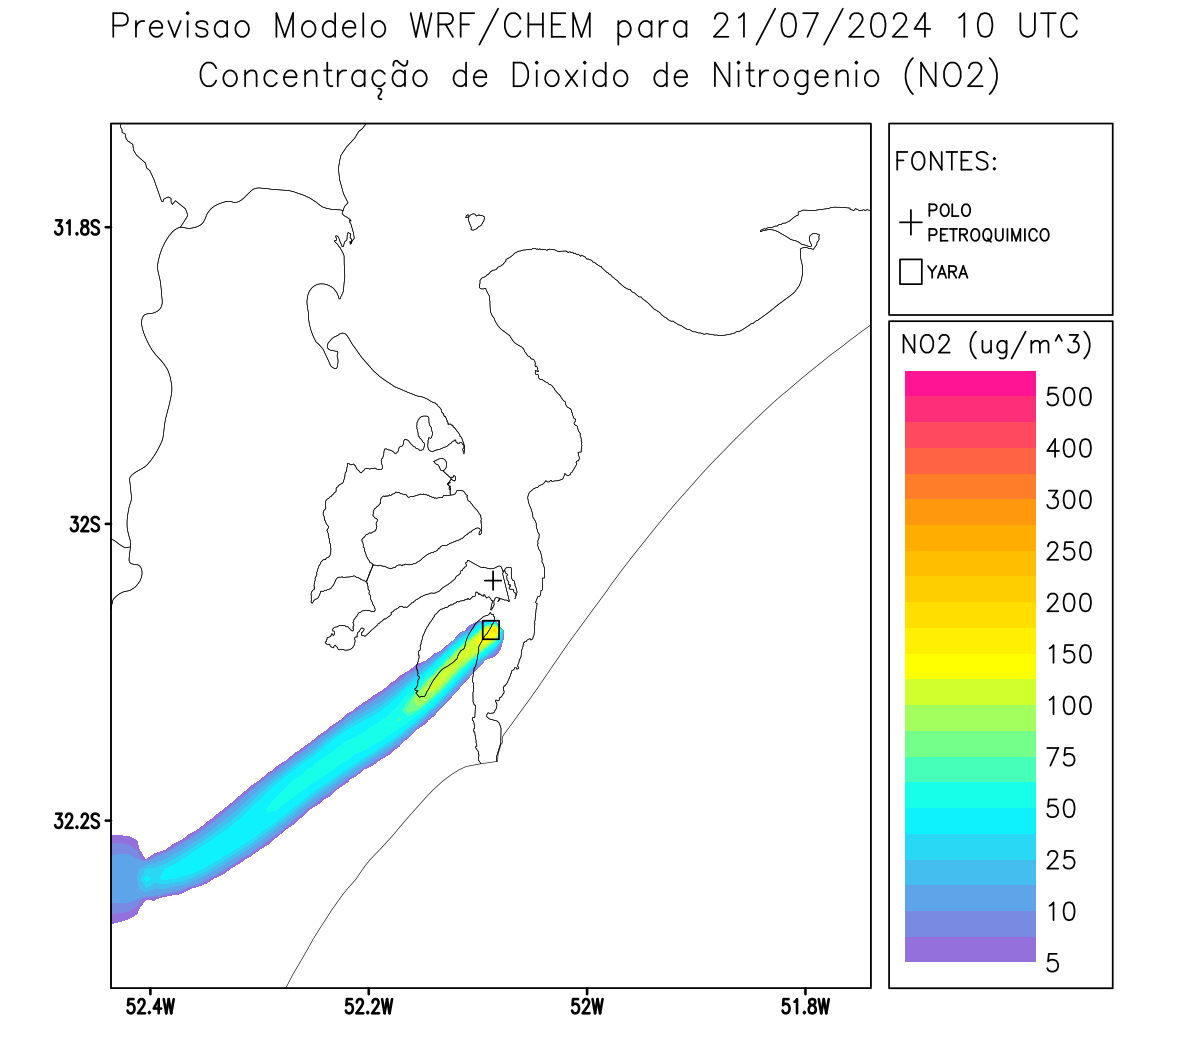 Previsao Modelo WRF/CHEM para 21/07/2024 10 UTC
Concentração de Dioxido de Nitrogenio (NO2)
FONTES:
POLO
PETROQUIMICO
YARA
NO2 (ug/m^3)
500
400
300
250
200
150
100
75
50
25
10
5
31.8S
32S
32.2S
52.4W
52.2W
52W
51.8W